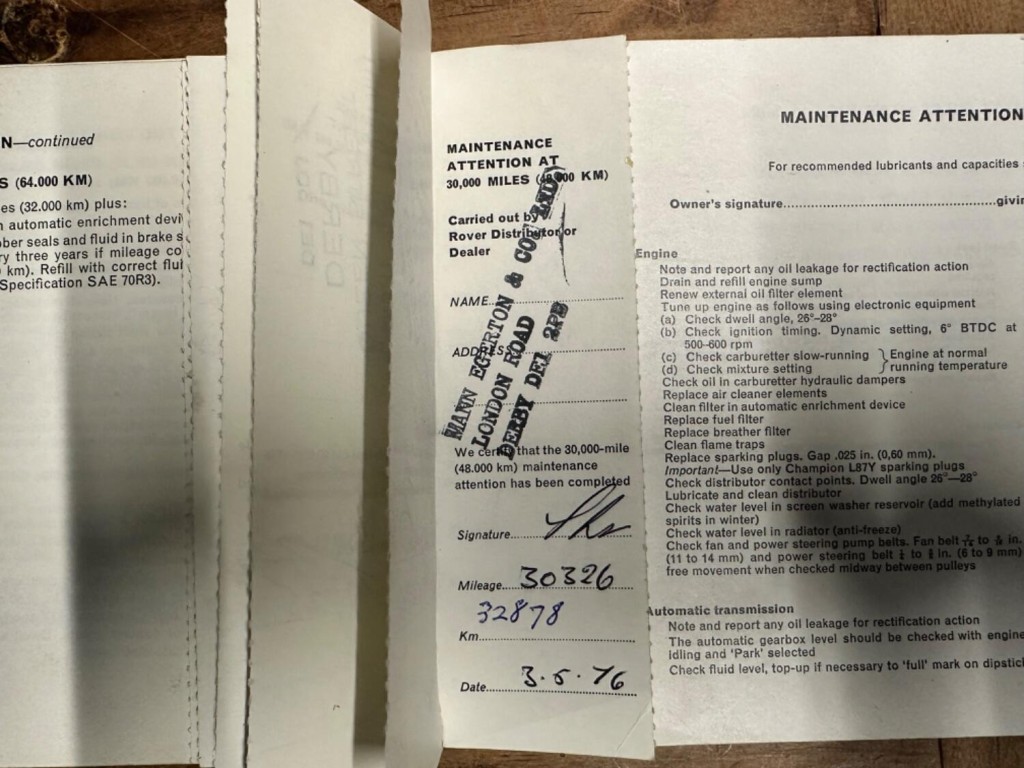 N—continued
S (64.000 KM)
es (32.000 km) plus:
automatic enrichment devi
ber seals and fluid in brake s
ry three years if mileage co
km). Refill with correct flui
Specification SAE 70R3).
MAINTENANCE
ATTENTION AT
30,000 MILES (48.000 KM)
Carried out by
Rover Distributor or
Dealer
NAME
ADDRESS
MANN EGERTON & CO. LTD.
LONDON ROAD
DERBY DE1 2PB
We certify that the 30,000-mile
(48.000 km) maintenance
attention has been completed
Signature
Mileage 30326
32878
Km
Date 3.5.76
MAINTENANCE ATTENTION
For recommended lubricants and capacities
Owner's signature givin
Engine
Note and report any oil leakage for rectification action
Drain and refill engine sump
Renew external oil filter element
Tune up engine as follows using electronic equipment
(a) Check dwell angle, 26°–28°
(b) Check ignition timing. Dynamic setting, 6° BTDC at
500–600 rpm
(c) Check carburetter slow-running } Engine at normal
(d) Check mixture setting } running temperature
Check oil in carburetter hydraulic dampers
Replace air cleaner elements
Clean filter in automatic enrichment device
Replace fuel filter
Replace breather filter
Clean flame traps
Replace sparking plugs. Gap .025 in. (0,60 mm).
Important—Use only Champion L87Y sparking plugs
Check distributor contact points. Dwell angle 26°—28°
Lubricate and clean distributor
Check water level in screen washer reservoir (add methylated
spirits in winter)
Check water level in radiator (anti-freeze)
Check fan and power steering pump belts. Fan belt to in.
(11 to 14 mm) and power steering belt to in. (6 to 9 mm)
free movement when checked midway between pulleys
Automatic transmission
Note and report any oil leakage for rectification action
The automatic gearbox level should be checked with engine
idling and 'Park' selected
Check fluid level, top-up if necessary to 'full' mark on dipstic